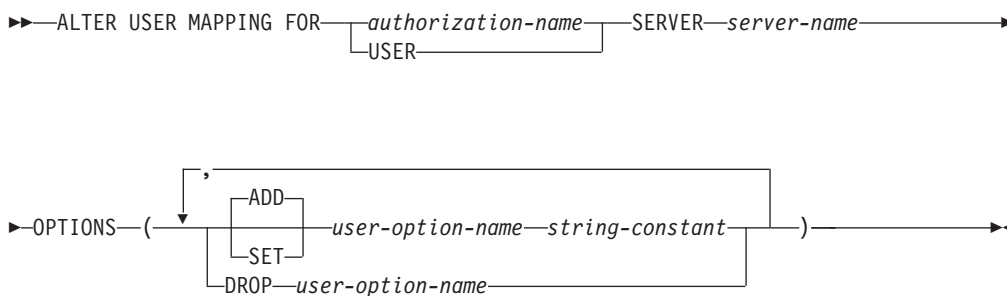 ALTER USER MAPPING FOR authorization-name SERVER server-name
USER
,
ADD
OPTIONS ( user-option-name string-constant )
SET
DROP user-option-name